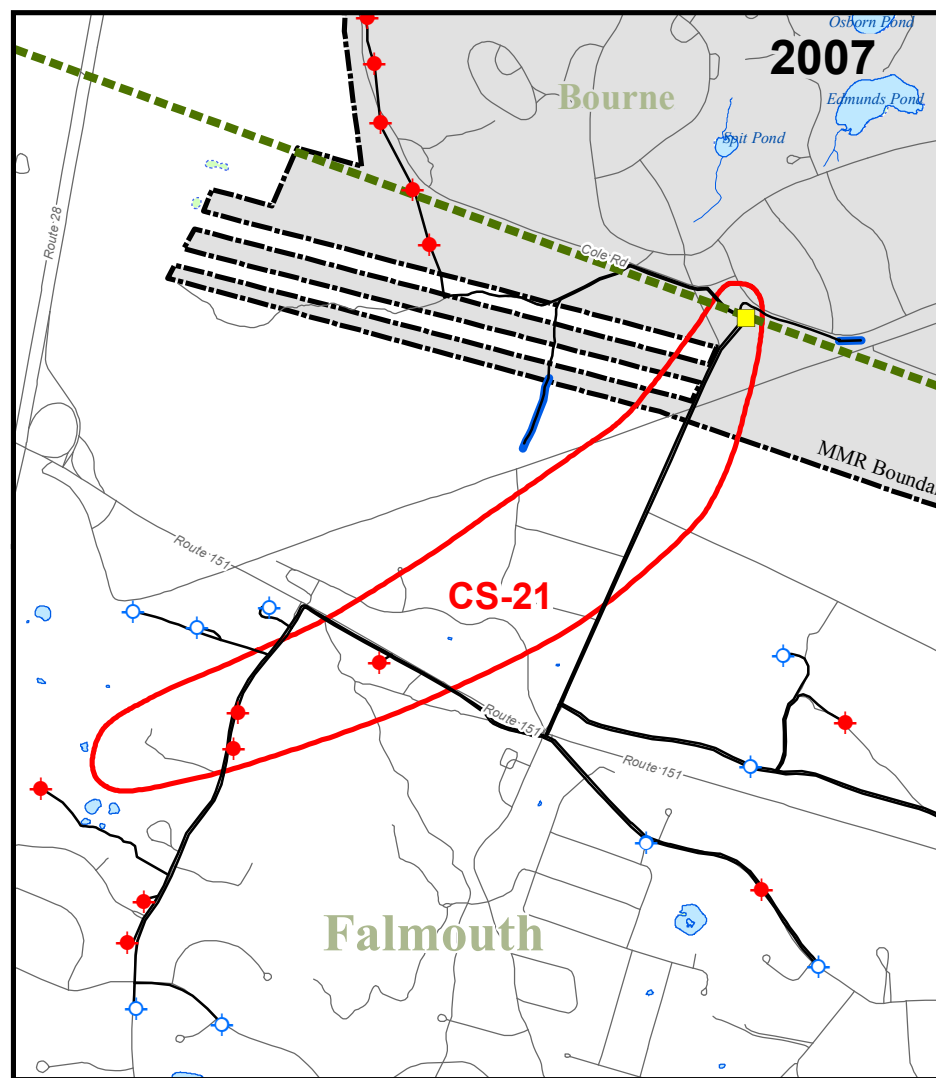 Osborn Pond
2007
Bourne
Edmunds Pond
Spit Pond
Route 28
Cole Rd
MMR Boundar
Route 151
CS-21
Route 151
Route 151
Falmouth